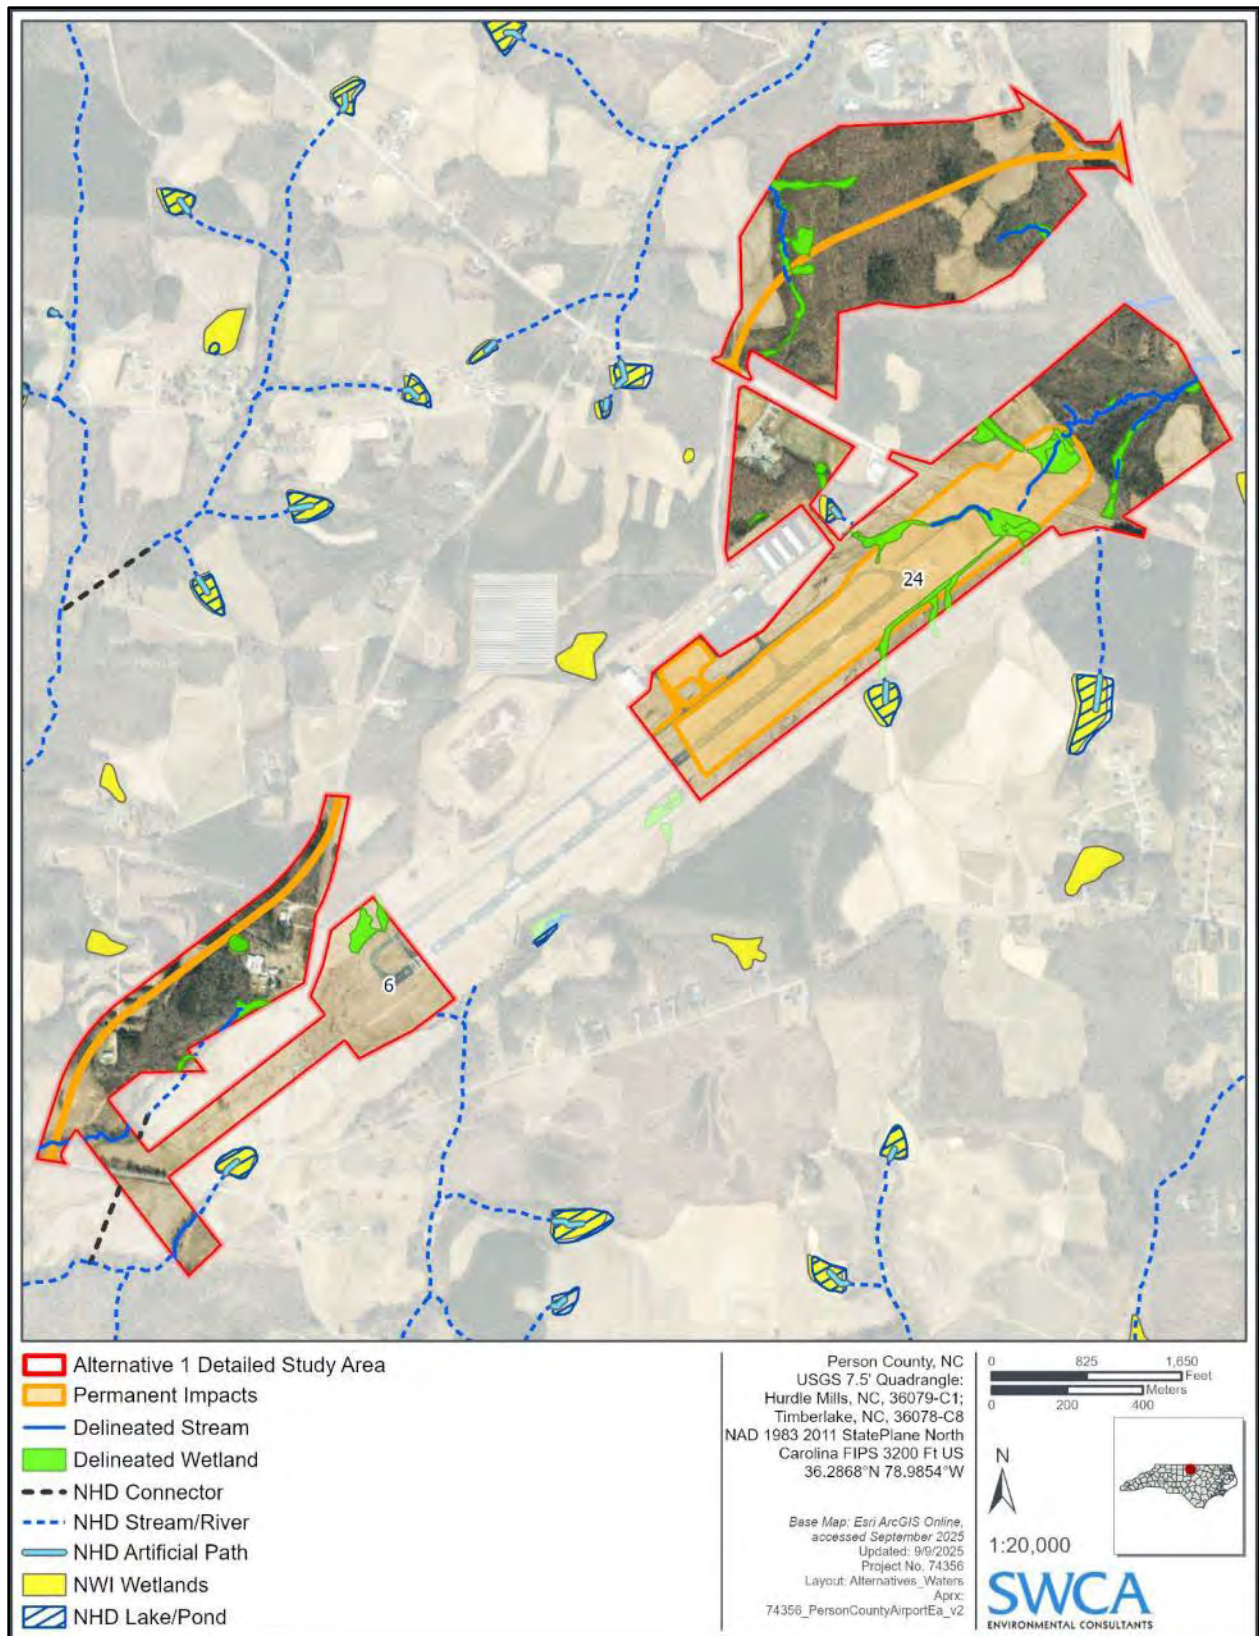 24
6
Alternative 1 Detailed Study Area
Permanent Impacts
Delineated Stream
Delineated Wetland
NHD Connector
NHD Stream/River
NHD Artificial Path
NWI Wetlands
NHD Lake/Pond
Person County, NC
USGS 7.5' Quadrangle:
Hurdle Mills, NC, 36079-C1;
Timberlake, NC, 36078-C8
NAD 1983 2011 StatePlane North
Carolina FIPS 3200 Ft US
36.2868°N 78.9854°W
Base Map: Esri ArcGIS Online,
accessed September 2025
Updated: 9/9/2025
Project No. 74356
Layout: Alternatives_Waters
Aprx:
74356_PersonCountyAirportEa_v2
0 825 1,650
Feet
Meters
0 200 400
N
1:20,000
SWCA
ENVIRONMENTAL CONSULTANTS